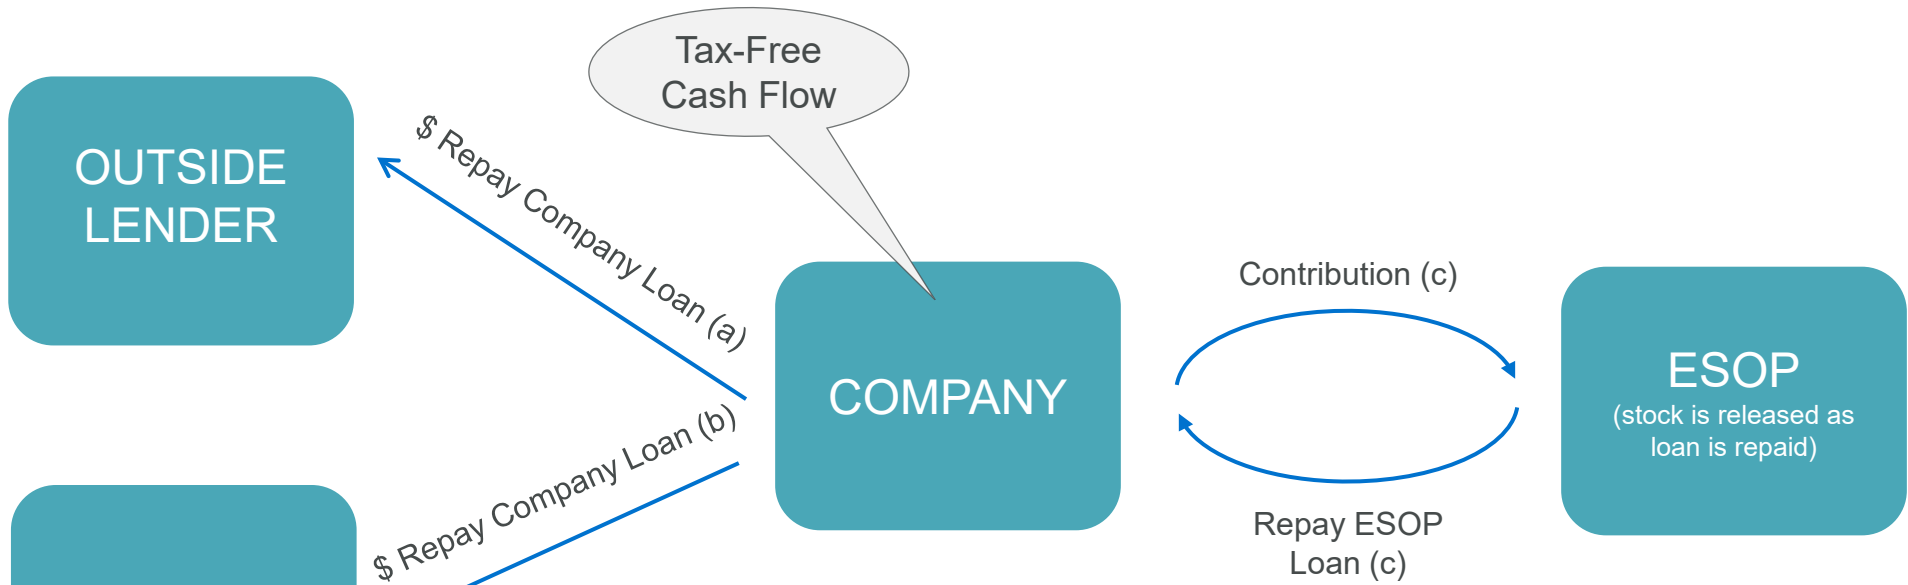 Tax-Free
Cash Flow
OUTSIDE
LENDER
$ Repay Company Loan (a)
COMPANY
Contribution (c)
ESOP
(stock is released as
loan is repaid)
$ Repay Company Loan (b)
Repay ESOP
Loan (c)